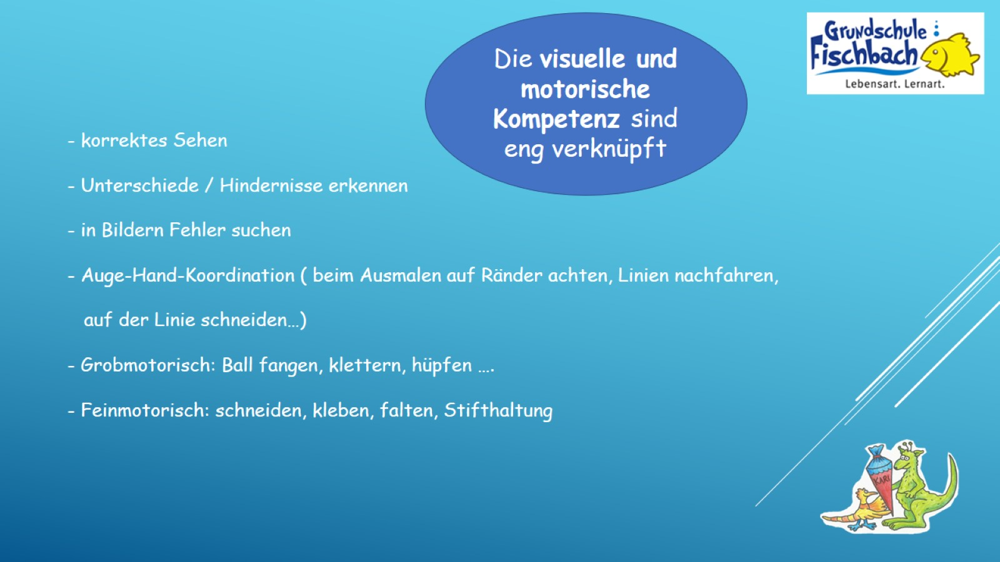 Die visuelle und
motorische
Kompetenz sind
eng verknüpft
Grundschule
Fischbach
Lebensart. Lernart.
- korrektes Sehen
- Unterschiede / Hindernisse erkennen
- in Bildern Fehler suchen
- Auge-Hand-Koordination ( beim Ausmalen auf Ränder achten, Linien nachfahren,
auf der Linie schneiden…)
- Grobmotorisch: Ball fangen, klettern, hüpfen ….
- Feinmotorisch: schneiden, kleben, falten, Stifthaltung
KARI